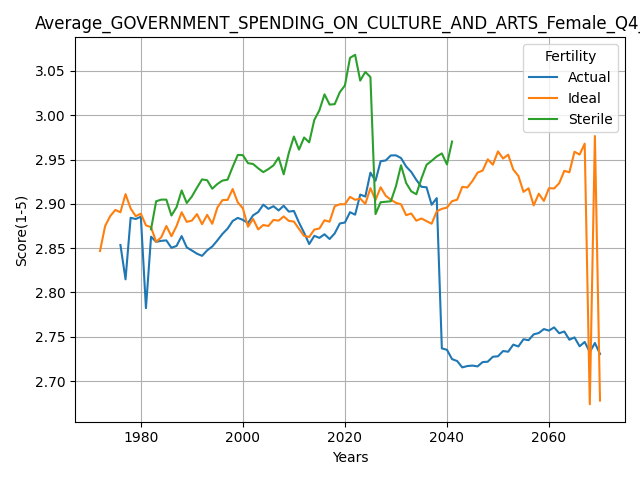 Average_GOVERNMENT_SPENDING_ON_CULTURE_AND_ARTS_Female_Q4_
Fertility
Actual
Ideal
Sterile
Score(1-5)
3.05
3.00
2.95
2.90
2.85
2.80
2.75
2.70
1980 2000 2020 2040 2060
Years